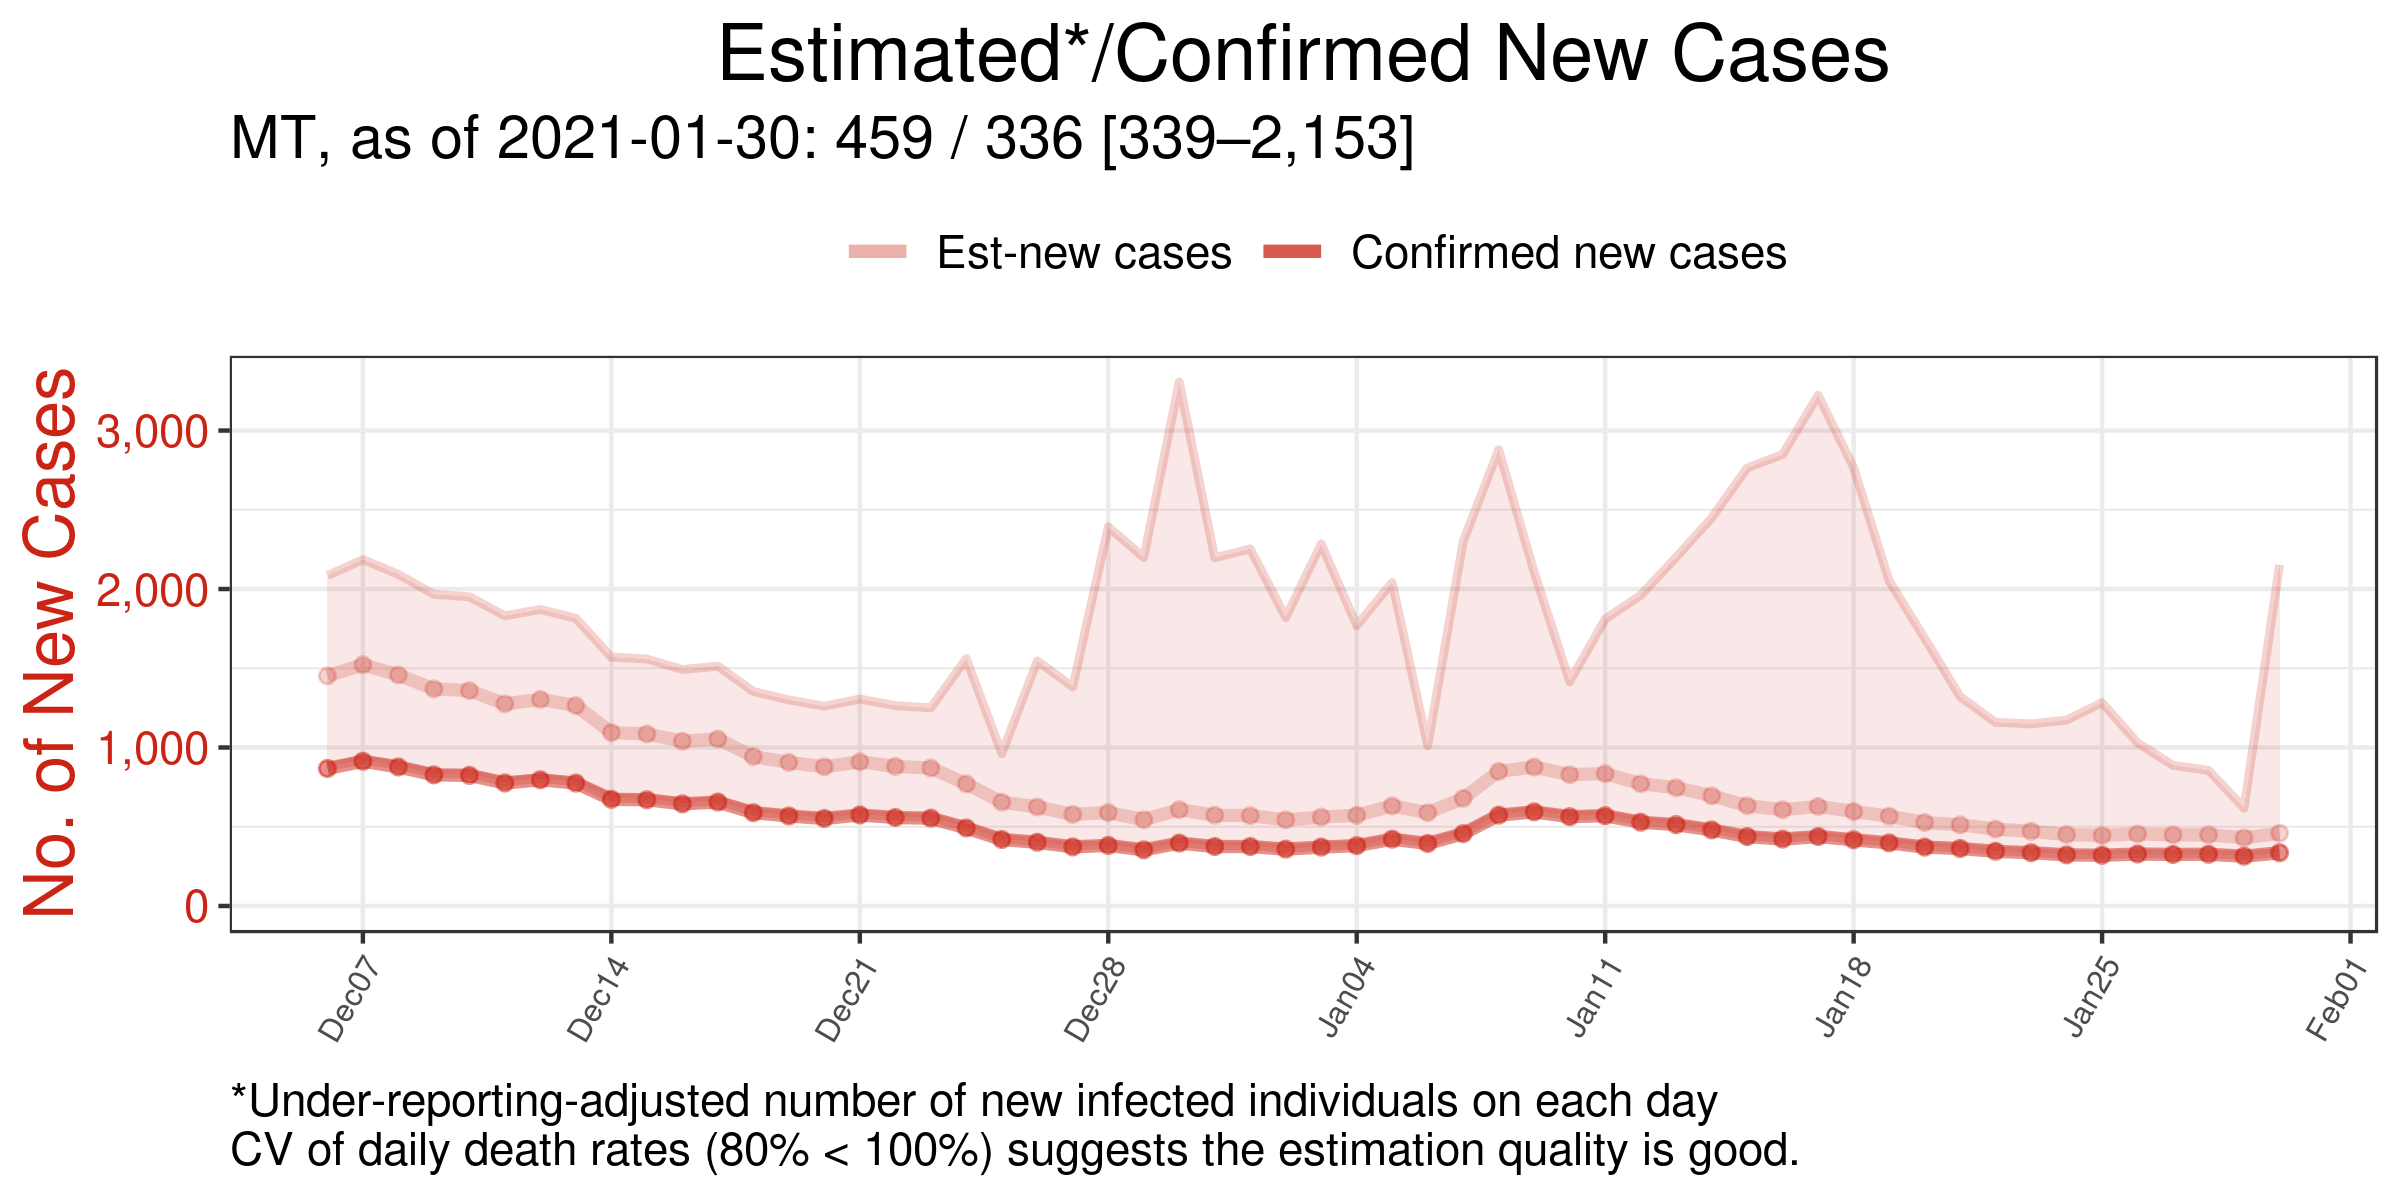 Estimated*/Confirmed New Cases
MT, as of 2021-01-30: 459 / 336 [339–2,153]
Est-new cases
Confirmed new cases
No. of New Cases
3,000
2,000
1,000
0
Dec07
Dec14
Dec21
Dec28
Jan04
Jan11
Jan18
Jan25
Feb01
*Under-reporting-adjusted number of new infected individuals on each day
CV of daily death rates (80% < 100%) suggests the estimation quality is good.